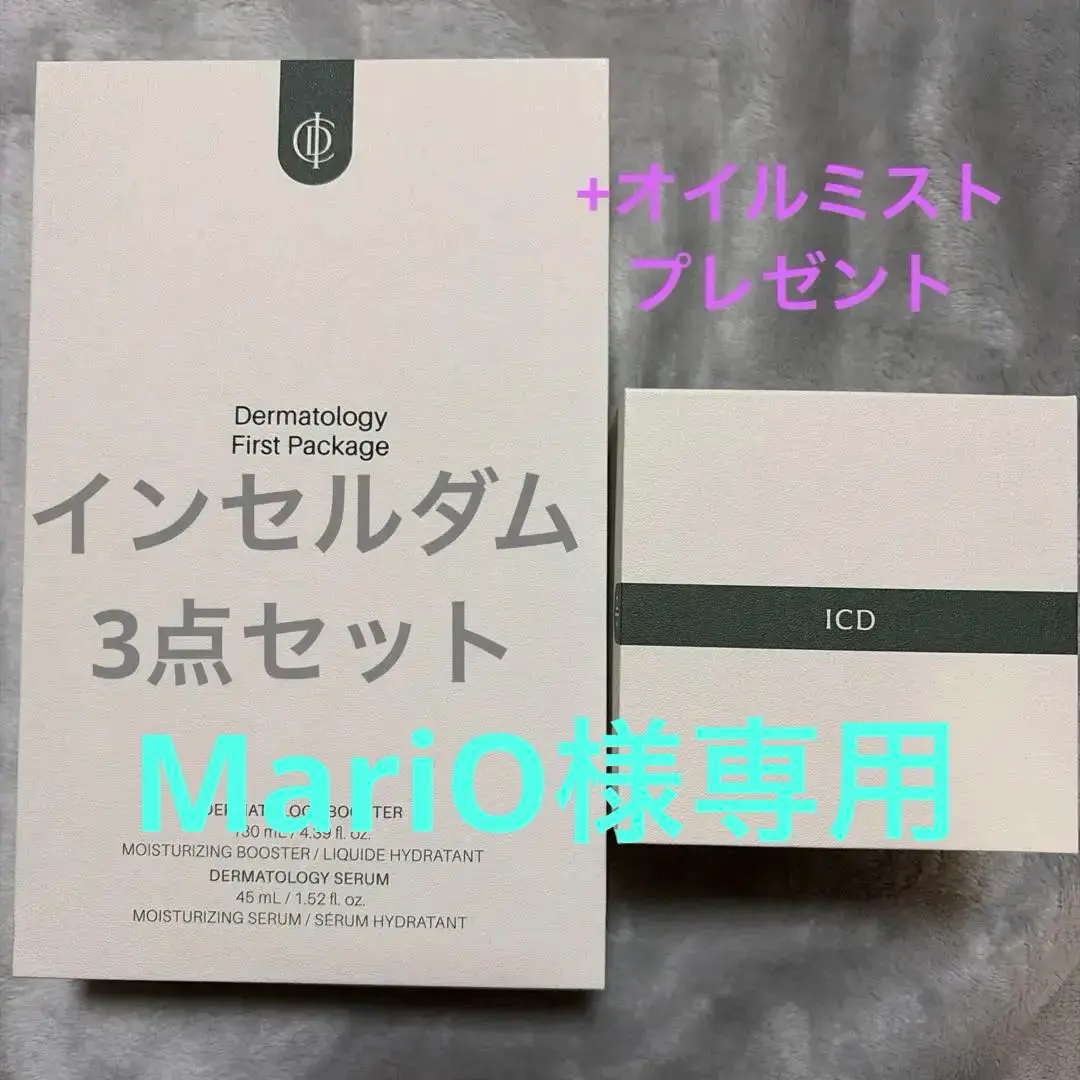 +オイルミスト
プレゼント
Dermatology
First Package
インセルダム
3点セット
ICD
MariO様専用
DERMATOLOGY BOOSTER
130 mL / 4.39 fl. oz.
MOISTURIZING BOOSTER / LIQUIDE HYDRATANT
DERMATOLOGY SERUM
45 mL / 1.52 fl. oz.
MOISTURIZING SERUM / SÉRUM HYDRATANT